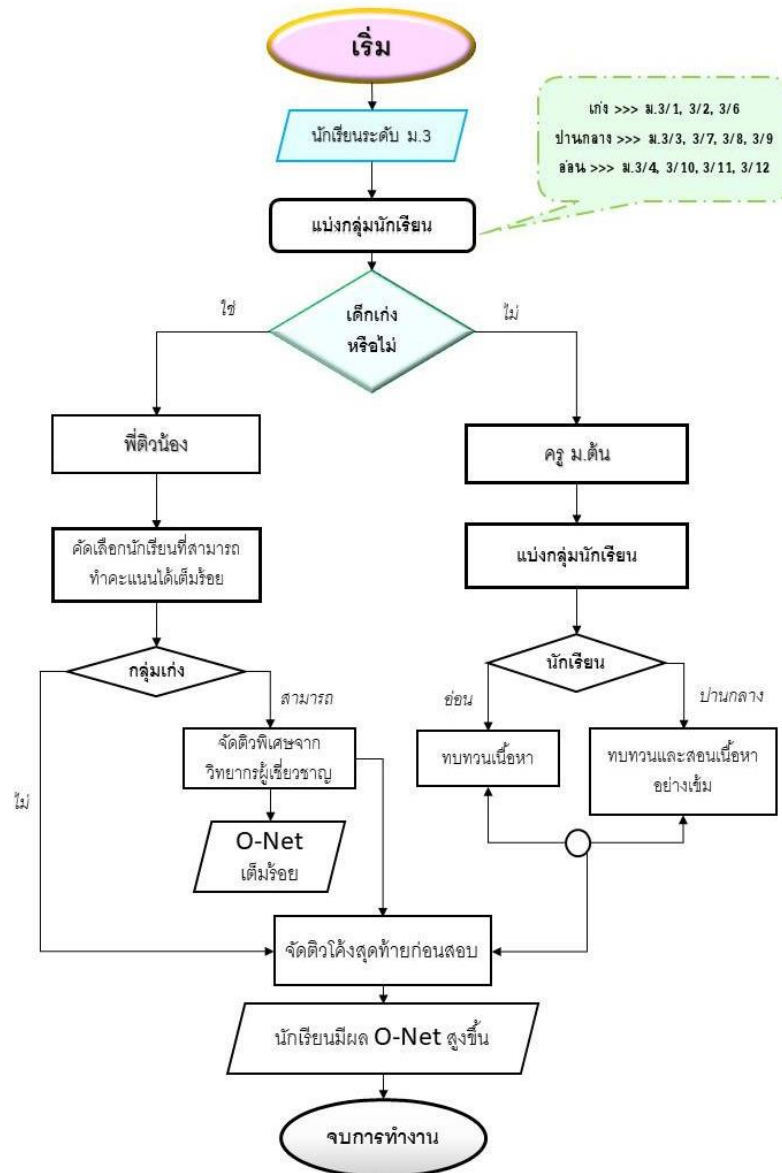 เริ่ม
นักเรียนระดับ ม.3
เก่ง >>> ม.3/1, 3/2, 3/6
ปานกลาง >>> ม.3/3, 3/7, 3/8, 3/9
อ่อน >>> ม.3/4, 3/10, 3/11, 3/12
แบ่งกลุ่มนักเรียน
เด็กเก่ง
หรือไม่
ใช่
ไม่
พี่ติวน้อง
คัดเลือกนักเรียนที่สามารถ
ทำคะแนนได้เต็มร้อย
กลุ่มเก่ง
สามารถ
ไม่
จัดติวพิเศษจาก
วิทยากรผู้เชี่ยวชาญ
O-Net
เต็มร้อย
ครู ม.ต้น
แบ่งกลุ่มนักเรียน
นักเรียน
อ่อน
ปานกลาง
ทบทวนเนื้อหา
ทบทวนและสอนเนื้อหา
อย่างเข้ม
จัดติวโค้งสุดท้ายก่อนสอบ
นักเรียนมีผล O-Net สูงขึ้น
จบการทำงาน